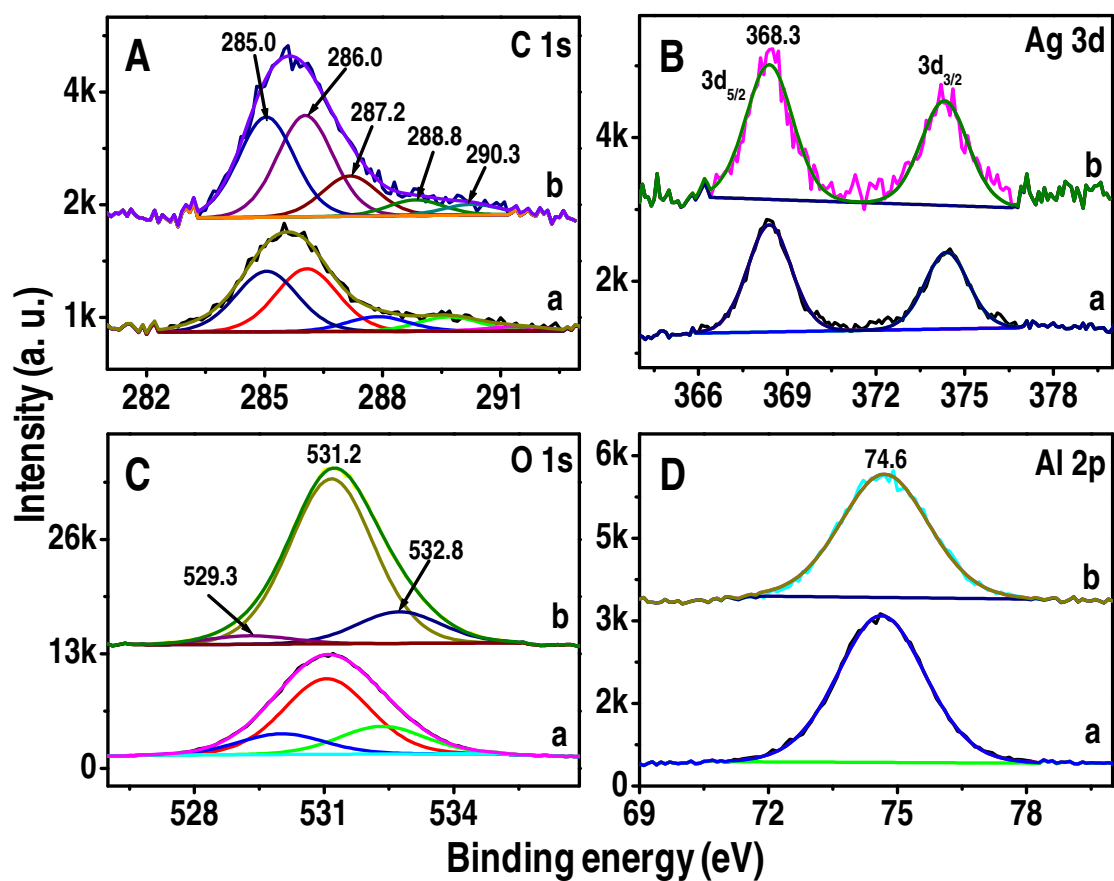 A
C 1s
285.0
286.0
287.2
288.8
290.3
b
a
4k
2k
1k
282
285
288
291
B
Ag 3d
368.3
3d5/2
3d3/2
b
a
4k
2k
366
369
372
375
378
C
O 1s
531.2
529.3
532.8
b
a
26k
13k
0
528
531
534
D
Al 2p
74.6
b
a
6k
5k
3k
2k
0
69
72
75
78
Intensity (a. u.)
Binding energy (eV)